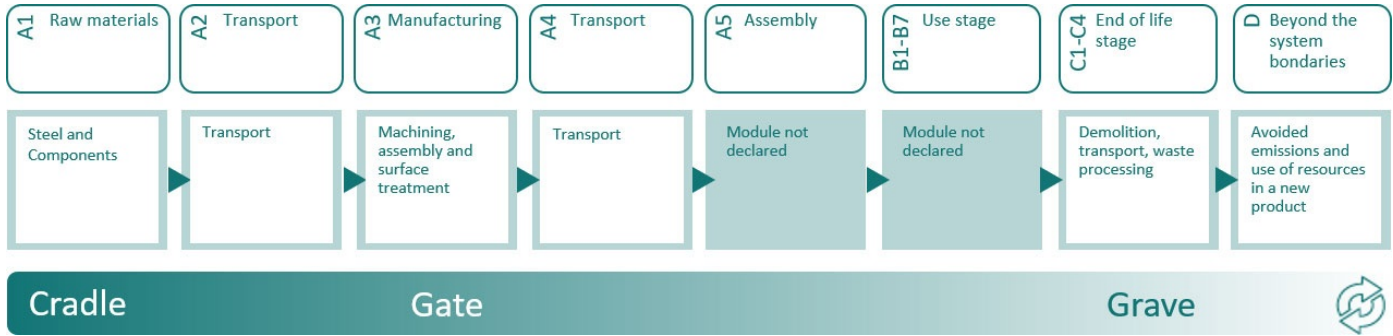 A1 Raw materials
A2 Transport
A3 Manufacturing
A4 Transport
A5 Assembly
B1-B7 Use stage
C1-C4 End of life
stage
D Beyond the
system
bondaries
Steel and
Components
Transport
Machining,
assembly and
surface
treatment
Transport
Module not
declared
Module not
declared
Demolition,
transport, waste
processing
Avoided
emissions and
use of resources
in a new
product
Cradle
Gate
Grave